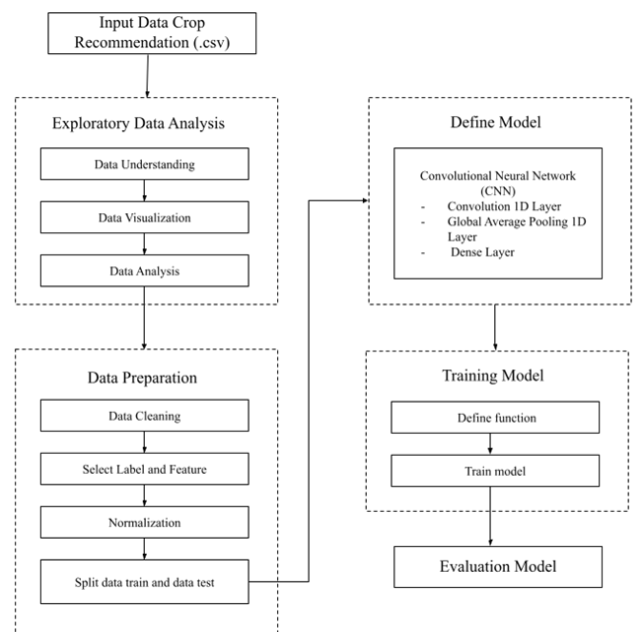 Input Data Crop
Recommendation (.csv)
Exploratory Data Analysis
Data Understanding
Data Visualization
Data Analysis
Data Preparation
Data Cleaning
Select Label and Feature
Normalization
Split data train and data test
Define Model
Convolutional Neural Network
(CNN)
- Convolution 1D Layer
- Global Average Pooling 1D
Layer
- Dense Layer
Training Model
Define function
Train model
Evaluation Model